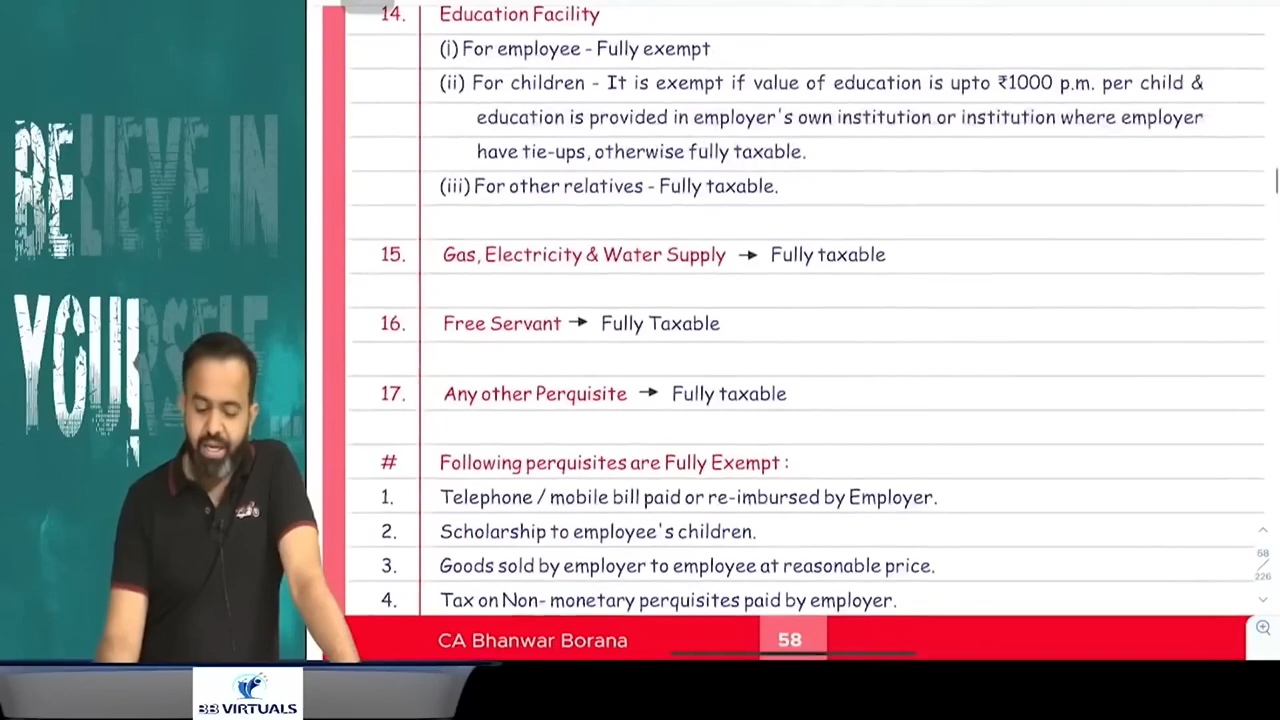 BELIEVE IN
YOURSELF
14. Education Facility
(i) For employee - Fully exempt
(ii) For children - It is exempt if value of education is upto ₹1000 p.m. per child &
education is provided in employer's own institution or institution where employer
have tie-ups, otherwise fully taxable.
(iii) For other relatives - Fully taxable.
15. Gas, Electricity & Water Supply → Fully taxable
16. Free Servant → Fully Taxable
17. Any other Perquisite → Fully taxable
# Following perquisites are Fully Exempt :
1. Telephone / mobile bill paid or re-imbursed by Employer.
2. Scholarship to employee's children.
3. Goods sold by employer to employee at reasonable price.
4. Tax on Non-monetary perquisites paid by employer.
68
/
226
CA Bhanwar Borana 58
BB VIRTUALS